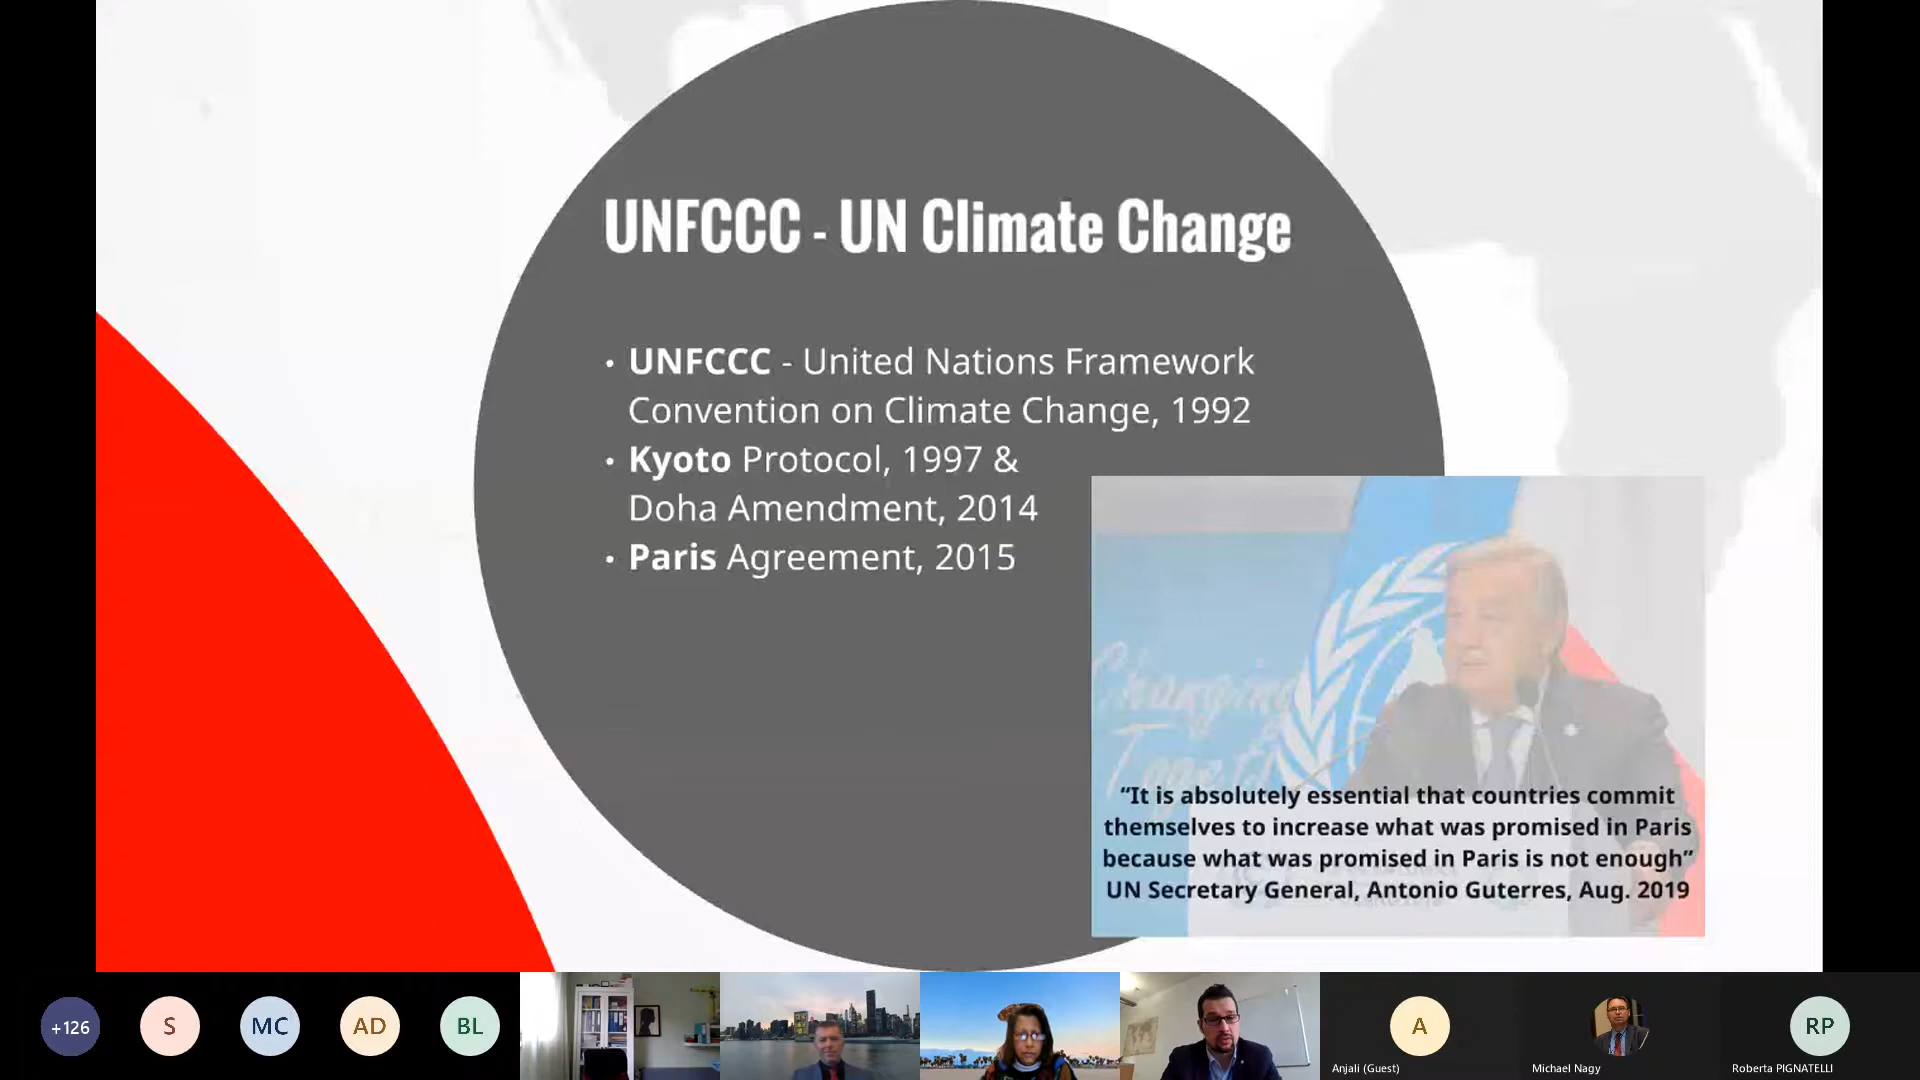 UNFCCC - UN Climate Change
• UNFCCC - United Nations Framework
Convention on Climate Change, 1992
• Kyoto Protocol, 1997 &
Doha Amendment, 2014
• Paris Agreement, 2015
Changing
Together
“It is absolutely essential that countries commit
themselves to increase what was promised in Paris
because what was promised in Paris is not enough”
UN Secretary General, Antonio Guterres, Aug. 2019
+126
S
MC
AD
BL
A
RP
Anjali (Guest)
Michael Nagy
Roberta PIGNATELLI